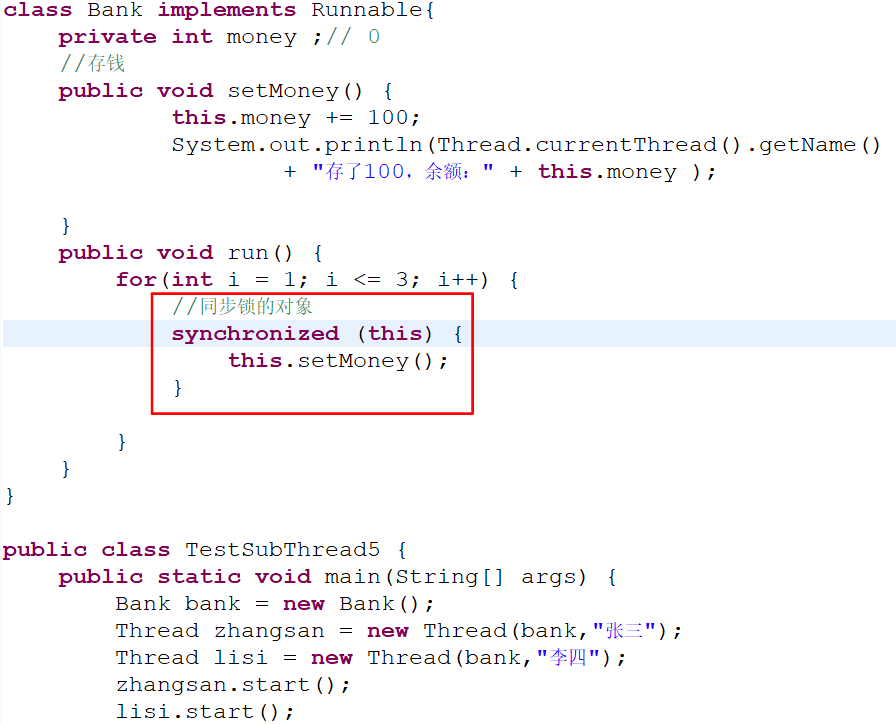 class Bank implements Runnable{
    private int money ;// 0
    //存钱
    public void setMoney() {
            this.money += 100;
            System.out.println(Thread.currentThread().getName()
                    + "存了100，余额：" + this.money );
    }
    public void run() {
        for(int i = 1; i <= 3; i++) {
            //同步锁的对象
            synchronized (this) {
                this.setMoney();
            }
        }
    }
}
public class TestSubThread5 {
    public static void main(String[] args) {
        Bank bank = new Bank();
        Thread zhangsan = new Thread(bank,"张三");
        Thread lisi = new Thread(bank,"李四");
        zhangsan.start();
        lisi.start();